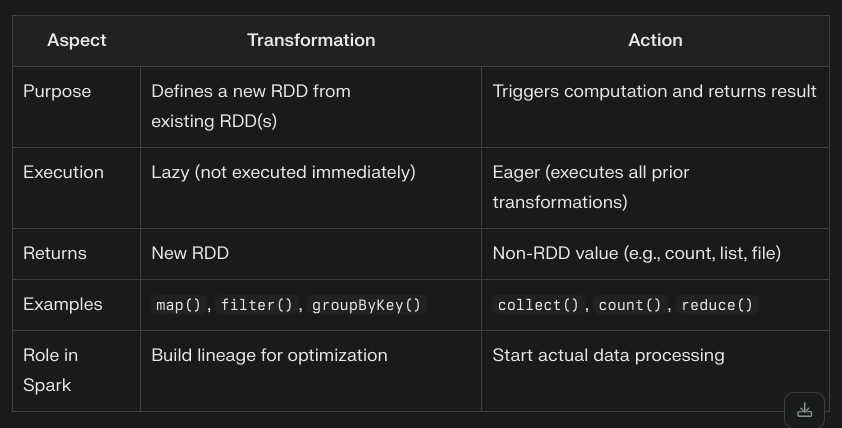 Aspect Transformation Action
Purpose Defines a new RDD from Triggers computation and returns result
existing RDD(s)
Execution Lazy (not executed immediately) Eager (executes all prior
transformations)
Returns New RDD Non-RDD value (e.g., count, list, file)
Examples map(), filter(), groupByKey() collect(), count(), reduce()
Role in Build lineage for optimization Start actual data processing
Spark